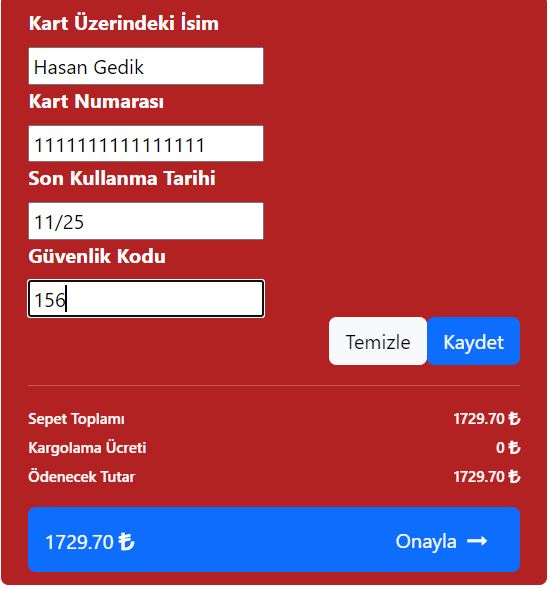 Kart Üzerindeki İsim
Hasan Gedik
Kart Numarası
1111111111111111
Son Kullanma Tarihi
11/25
Güvenlik Kodu
156
Temizle Kaydet
Sepet Toplamı 1729.70 ₺
Kargolama Ücreti 0 ₺
Ödenecek Tutar 1729.70 ₺
1729.70 ₺ Onayla →